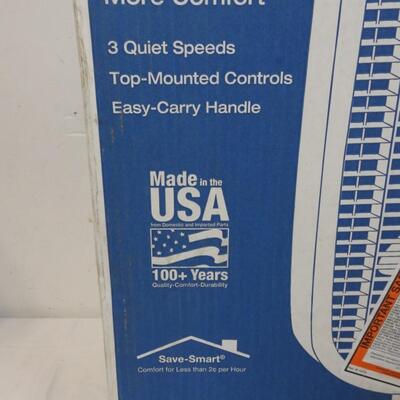 More Comfort
3 Quiet Speeds
Top-Mounted Controls
Easy-Carry Handle
Made in the
USA
from Domestic and Imported Parts
100+ Years
Quality-Comfort-Durability
Save-Smart®
Comfort for Less than 2¢ per Hour
IMPORTANT